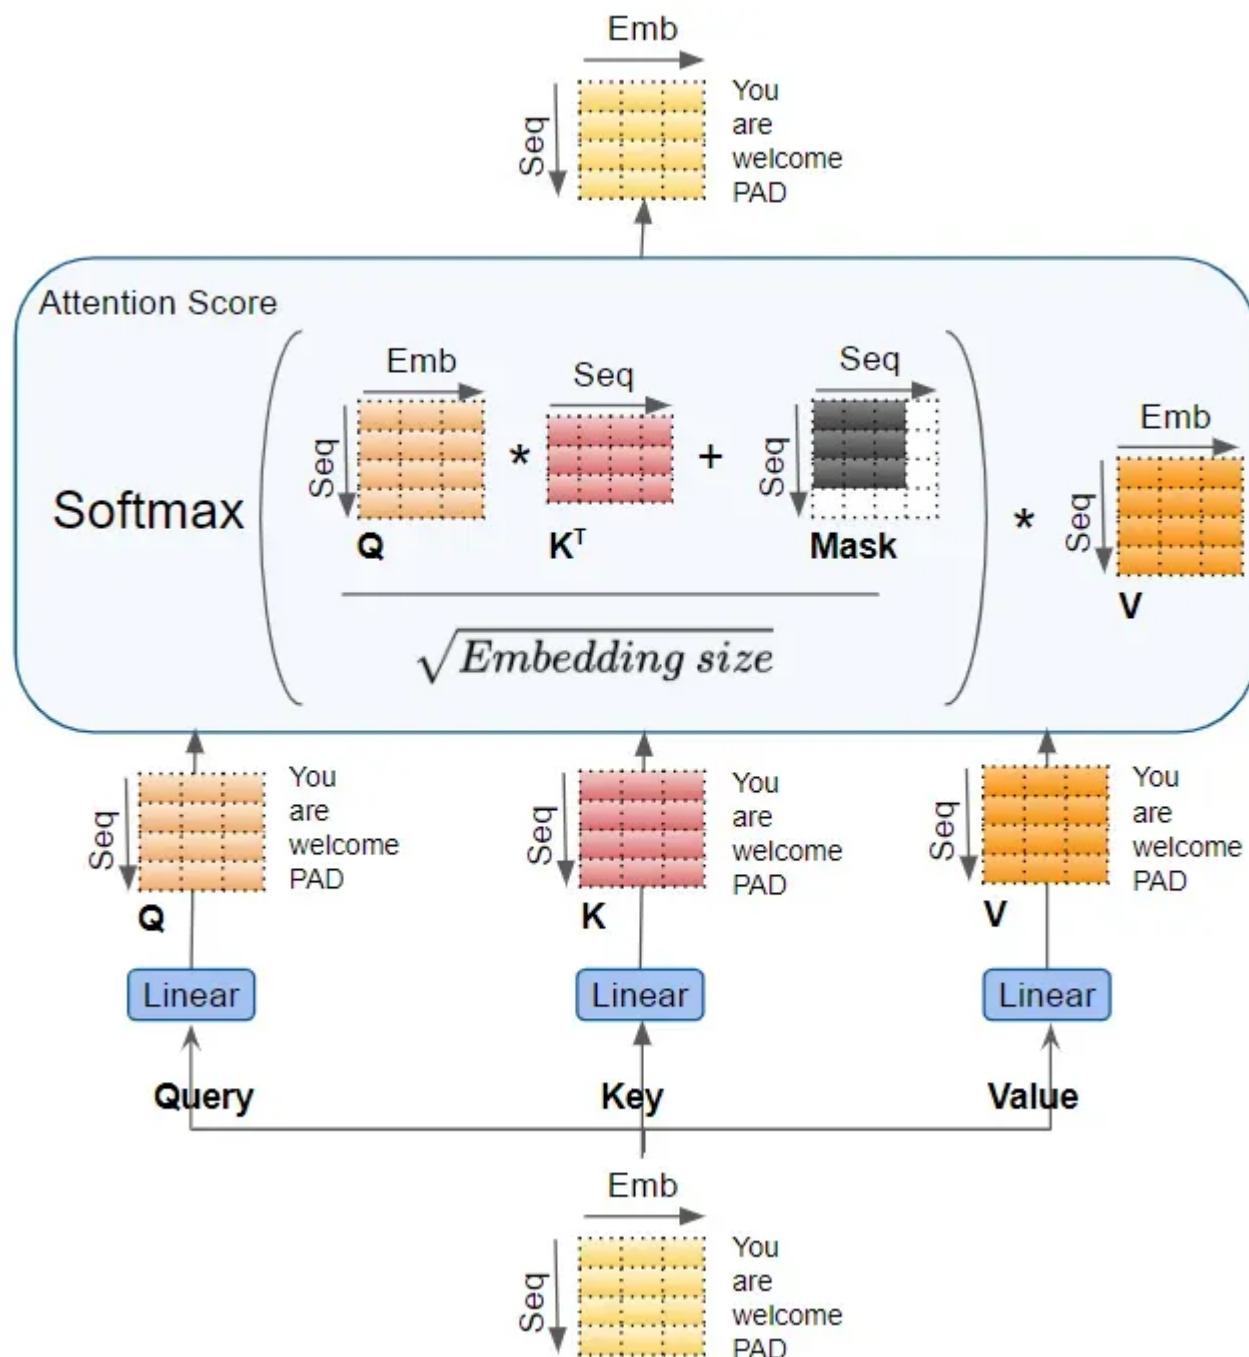 Emb
Seq
You
are
welcome
PAD
Attention Score
Softmax
Emb
Seq
Q
*
Seq
Kᵀ
+
Seq
Seq
Mask
√Embedding size
*
Emb
Seq
V
Seq
You
are
welcome
PAD
Q
Seq
You
are
welcome
PAD
K
Seq
You
are
welcome
PAD
V
Linear
Linear
Linear
Query
Key
Value
Emb
Seq
You
are
welcome
PAD